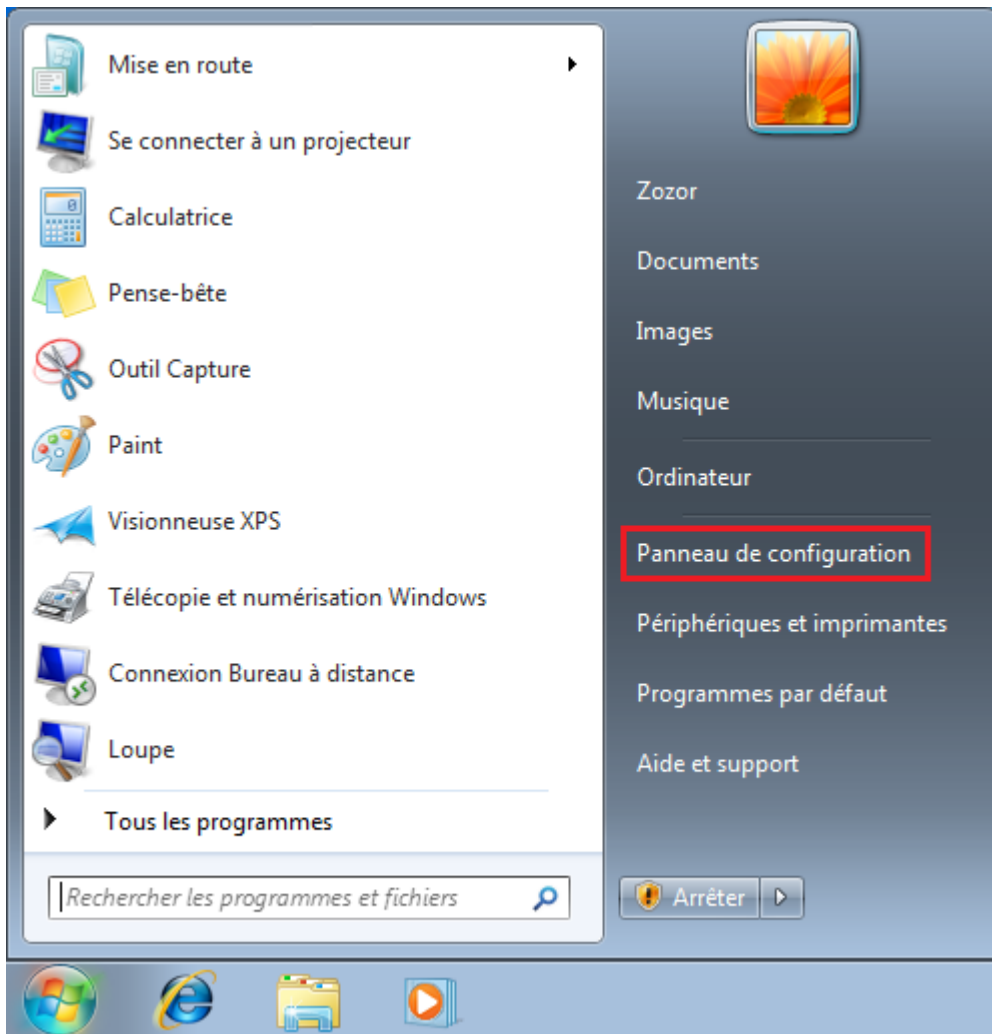 Mise en route
Se connecter à un projecteur
Calculatrice
Pense-bête
Outil Capture
Paint
Visionneuse XPS
Télécopie et numérisation Windows
Connexion Bureau à distance
Loupe
Tous les programmes
Rechercher les programmes et fichiers
Zozor
Documents
Images
Musique
Ordinateur
Panneau de configuration
Périphériques et imprimantes
Programmes par défaut
Aide et support
Arrêter